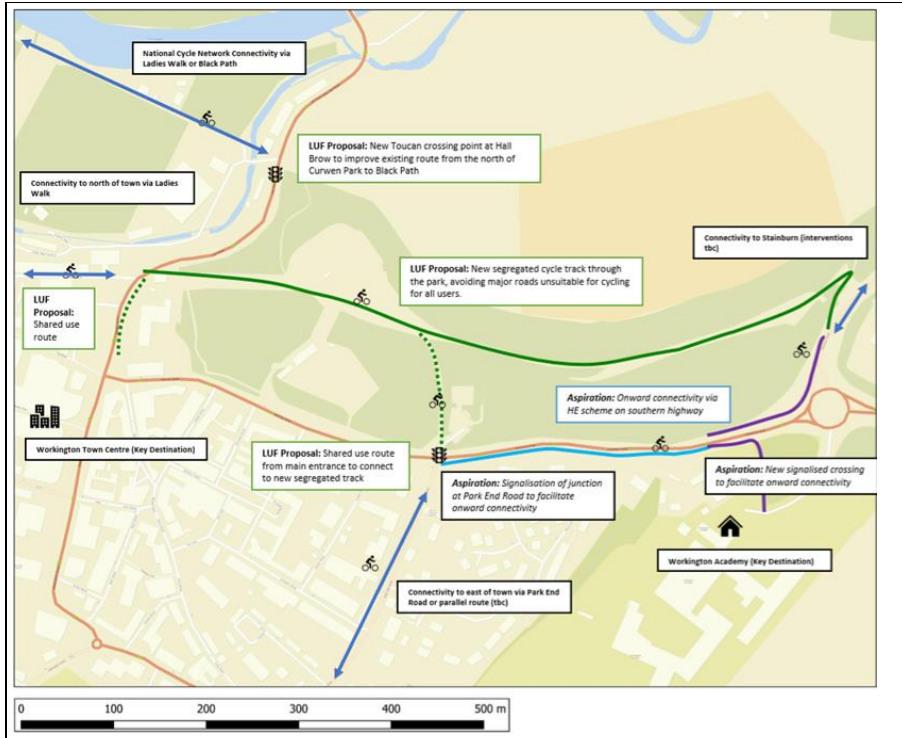 National Cycle Network Connectivity via
Ladies Walk or Black Path
LUF Proposal: New Toucan crossing point at Hall
Brow to improve existing route from the north of
Curwen Park to Black Path
Connectivity to north of town via Ladies
Walk
Connectivity to Stainburn (interventions
tbc)
LUF Proposal: New segregated cycle track through
the park, avoiding major roads unsuitable for cycling
for all users.
LUF
Proposal:
Shared use
route
Aspiration: Onward connectivity via
HE scheme on southern highway
Workington Town Centre (Key Destination)
LUF Proposal: Shared use route
from main entrance to connect
to new segregated track
Aspiration: Signalisation of junction
at Park End Road to facilitate
onward connectivity
Aspiration: New signalised crossing
to facilitate onward connectivity
Workington Academy (Key Destination)
Connectivity to east of town via Park End
Road or parallel route (tbc)
0 100 200 300 400 500 m